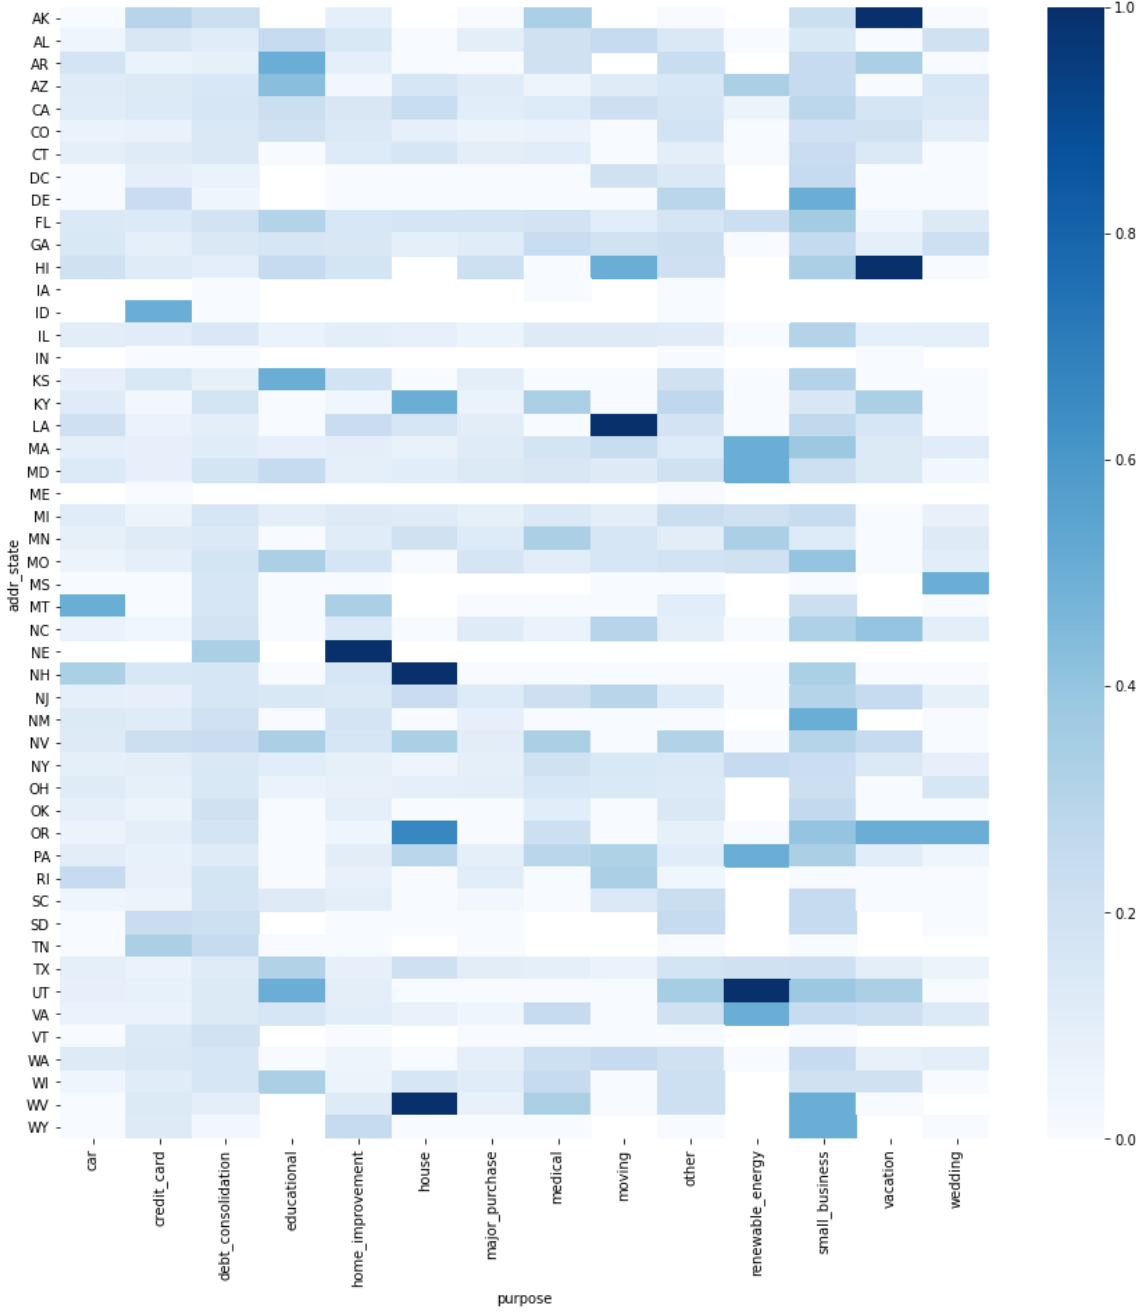 addr_state
AK
AL
AR
AZ
CA
CO
CT
DC
DE
FL
GA
HI
IA
ID
IL
IN
KS
KY
LA
MA
MD
ME
MI
MN
MO
MS
MT
NC
NE
NH
NJ
NM
NV
NY
OH
OK
OR
PA
RI
SC
SD
TN
TX
UT
VA
VT
WA
WI
WV
WY
car
credit_card
debt_consolidation
educational
home_improvement
house
major_purchase
medical
moving
other
renewable_energy
small_business
vacation
wedding
purpose
1.0
0.8
0.6
0.4
0.2
0.0